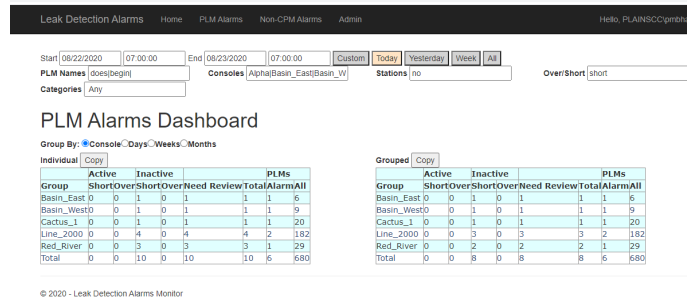 Leak Detection Alarms Home PLM Alarms Non-CPM Alarms Admin Hello, PLAINSCC\pmbha
Start 08/22/2020 07:00:00 End 08/23/2020 07:00:00 Custom Today Yesterday Week All
PLM Names does|begin| Consoles Alpha|Basin_East|Basin_W Stations no Over/Short short
Categories Any
PLM Alarms Dashboard
Group By: Console Days Weeks Months
Individual Copy Grouped Copy
Active Inactive PLMs Active Inactive PLMs
Group Short Over Short Over Need Review Total Alarm All Group Short Over Short Over Need Review Total Alarm All
Basin_East 0 0 1 0 1 1 1 6 Basin_East 0 0 1 0 1 1 1 6
Basin_West 0 0 1 0 1 1 1 9 Basin_West 0 0 1 0 1 1 1 9
Cactus_1 0 0 1 0 1 1 1 20 Cactus_1 0 0 1 0 1 1 1 20
Line_2000 0 0 4 0 4 4 2 182 Line_2000 0 0 3 0 3 3 2 182
Red_River 0 0 3 0 3 3 1 29 Red_River 0 0 2 0 2 2 1 29
Total 0 0 10 0 10 10 6 680 Total 0 0 8 0 8 8 6 680
© 2020 - Leak Detection Alarms Monitor